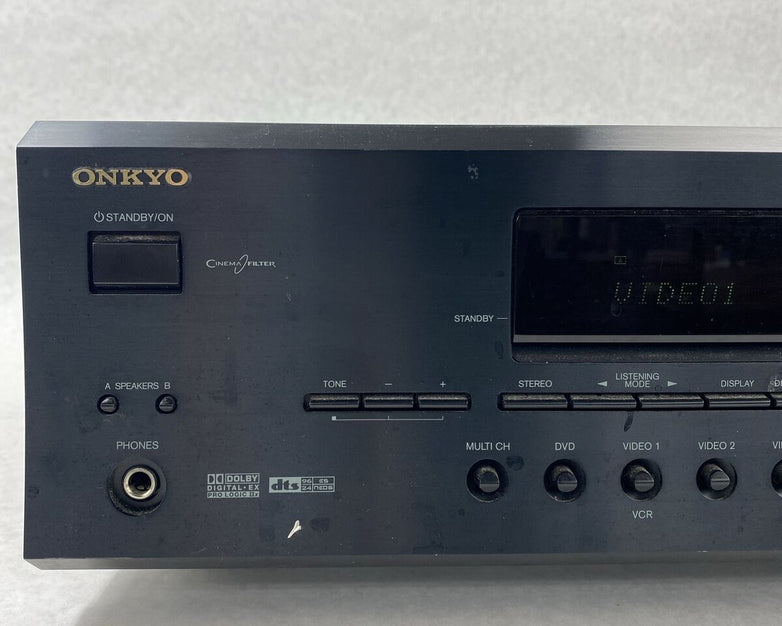 ONKYO
STANDBY/ON
CINEMA FILTER
VIDEO1
STANDBY
A SPEAKERS B
TONE - +
STEREO
LISTENING
MODE
DISPLAY
PHONES
MULTI CH
DVD
VIDEO 1
VIDEO 2
VCR
DOLBY
DIGITAL·EX
PRO LOGIC IIx
dts
96
24
ES
NEO:6